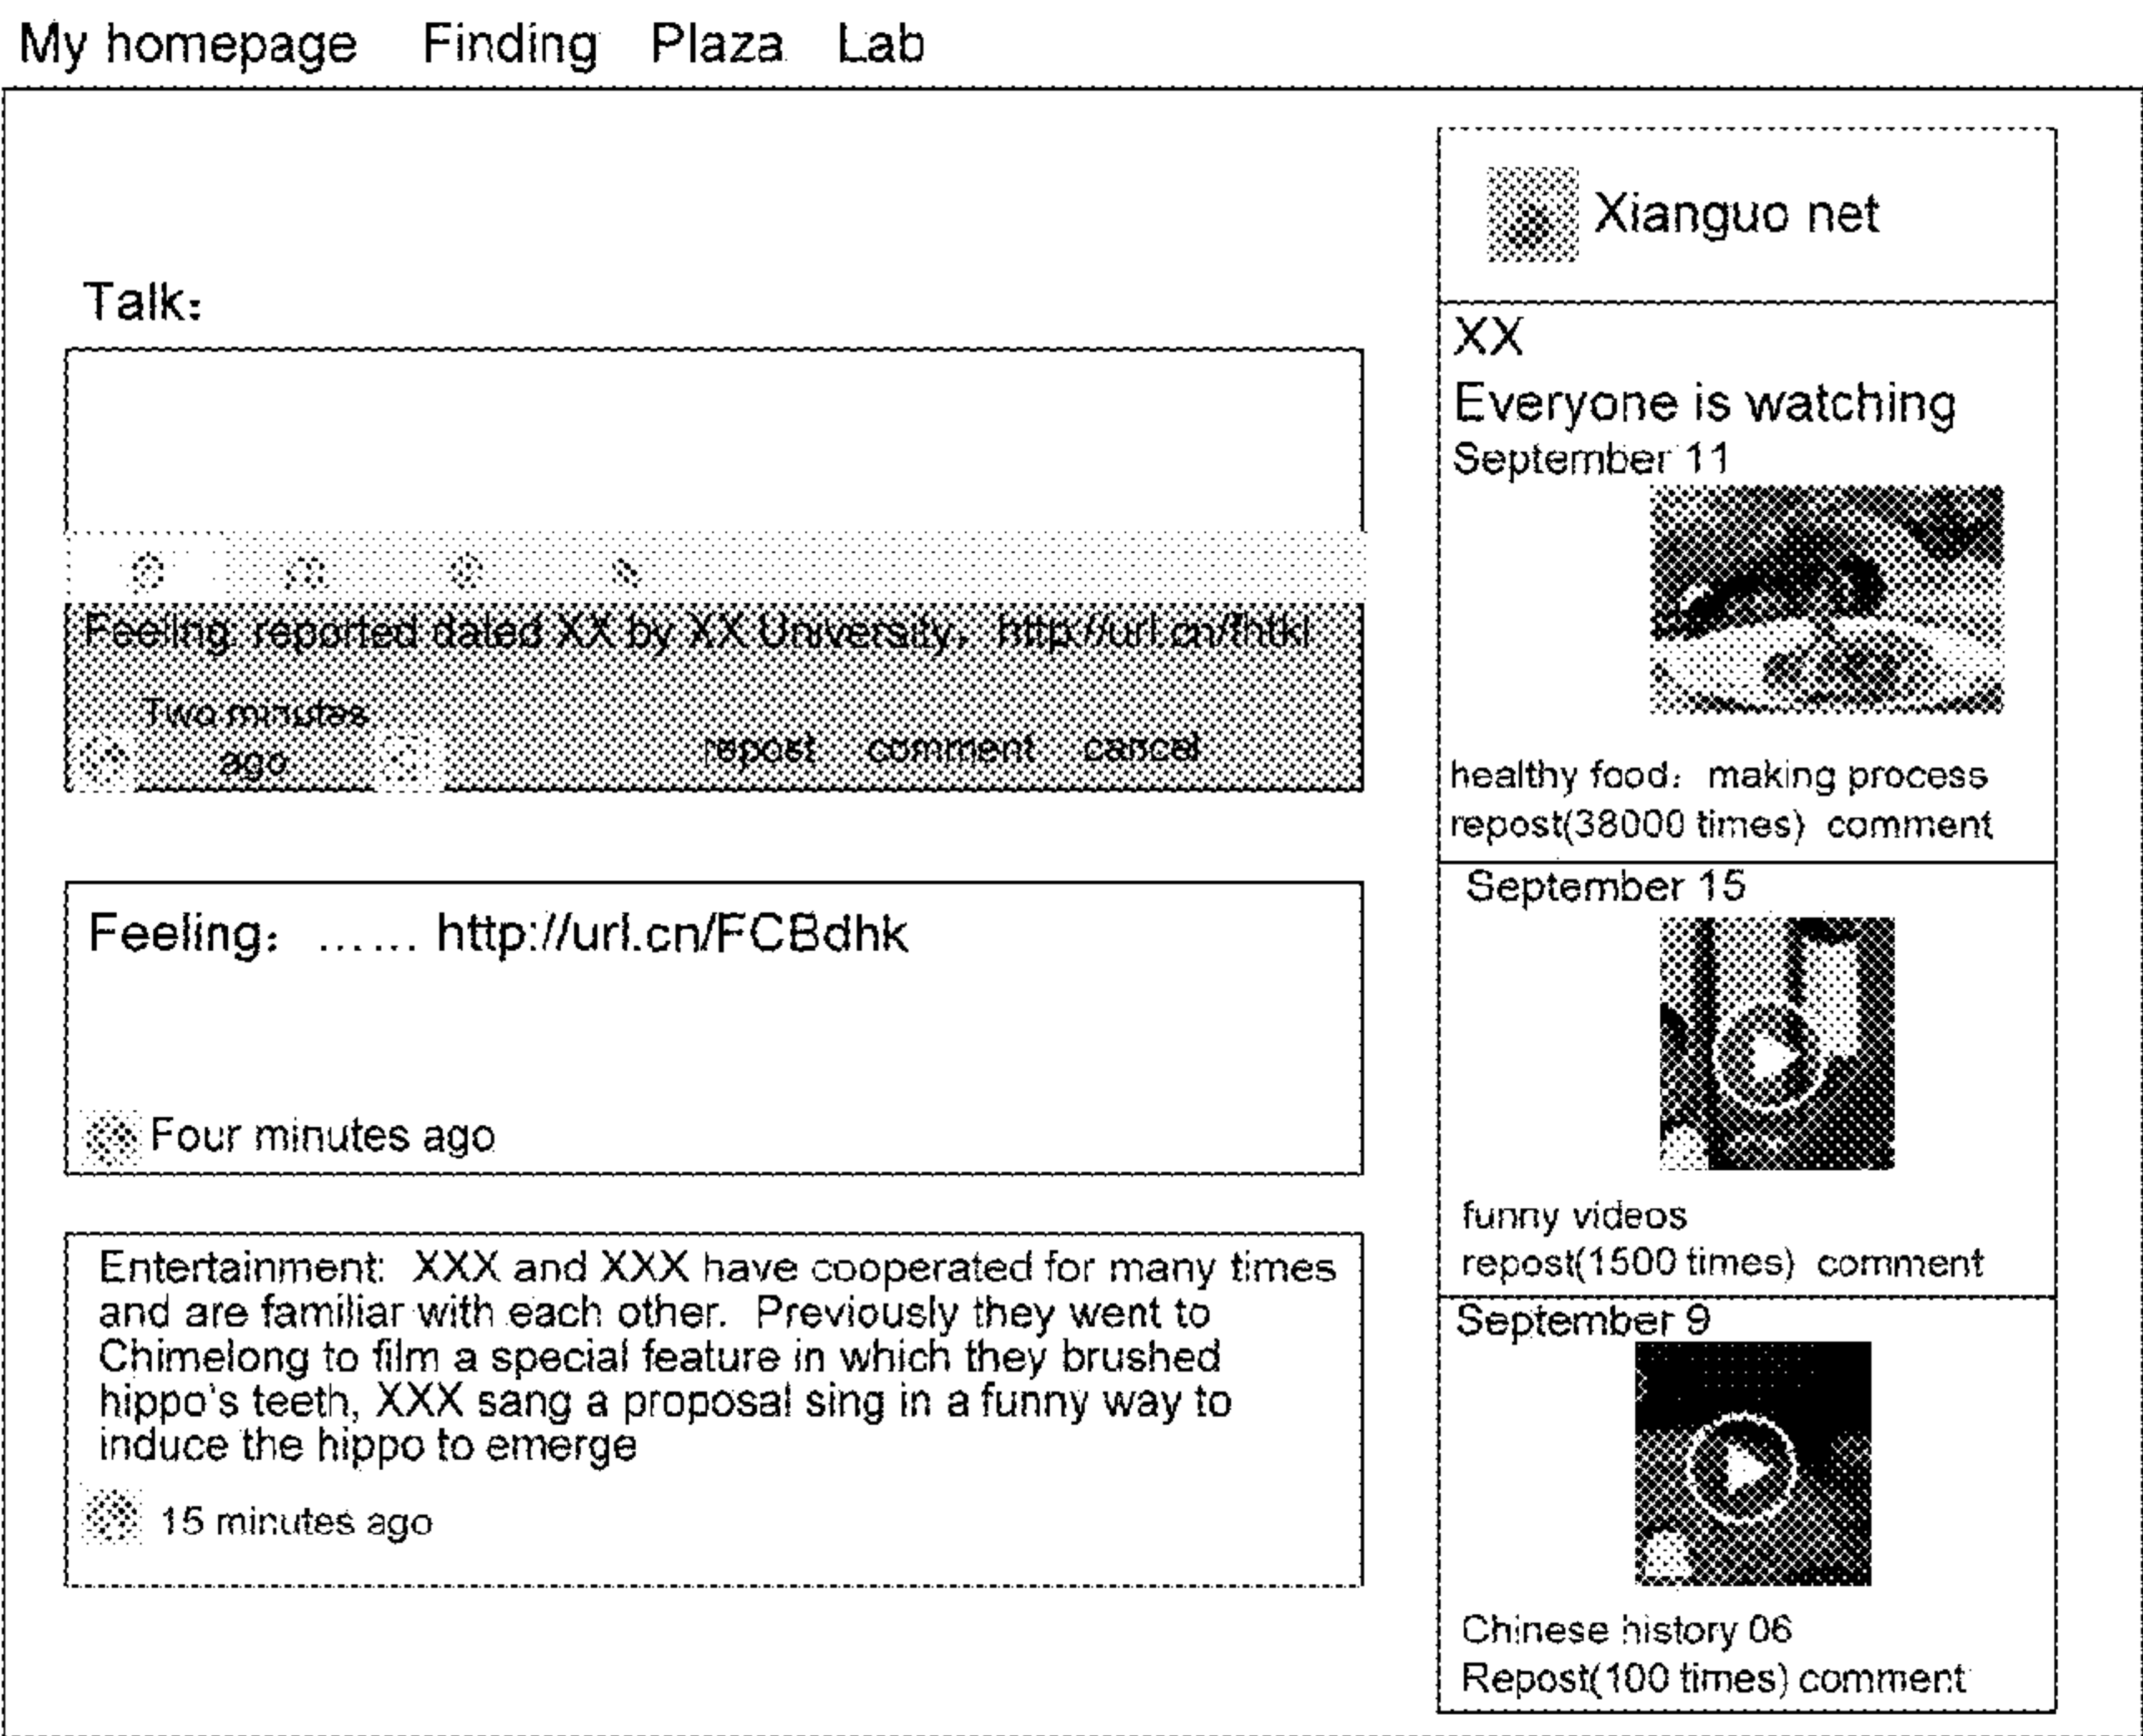 My homepage Finding Plaza Lab
Talk:
Feeling: reported dated XX by XX University, http://url.cn/
Two minutes
ago
repost comment cancel
Feeling: …… http://url.cn/FCBdhk
Four minutes ago
Entertainment: XXX and XXX have cooperated for many times
and are familiar with each other. Previously they went to
Chimelong to film a special feature in which they brushed
hippo's teeth, XXX sang a proposal sing in a funny way to
induce the hippo to emerge
15 minutes ago
Xianguo net
XX
Everyone is watching
September 11
healthy food: making process
repost(38000 times) comment
September 15
funny videos
repost(1500 times) comment
September 9
Chinese history 06
Repost(100 times) comment